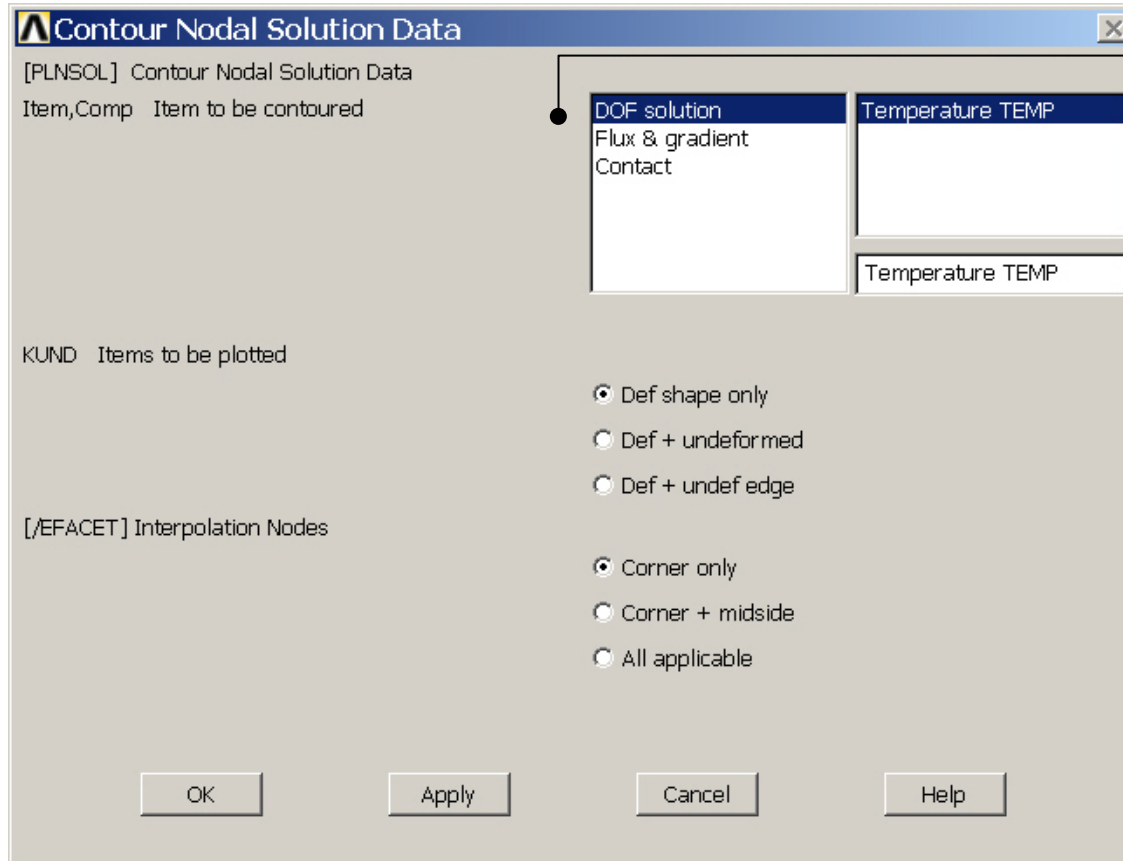 Contour Nodal Solution Data
[PLNSOL] Contour Nodal Solution Data
Item,Comp Item to be contoured
DOF solution
Flux & gradient
Contact
Temperature TEMP
Temperature TEMP
KUND Items to be plotted
Def shape only
Def + undeformed
Def + undef edge
[/EFACET] Interpolation Nodes
Corner only
Corner + midside
All applicable
OK Apply Cancel Help